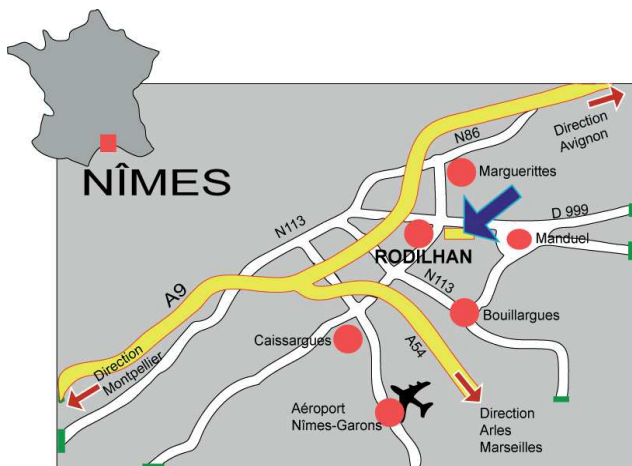 NÎMES
N86
Direction
Avignon
Marguerittes
N113
D 999
RODILHAN
Manduel
A9
N113
Bouillargues
Direction
Montpellier
Caissargues
A54
Aéroport
Nîmes-Garons
Direction
Arles
Marseilles